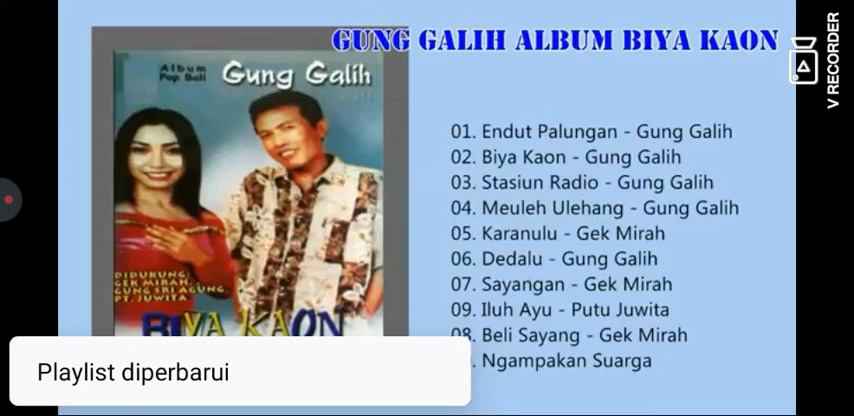 GUNG GALIH ALBUM BIYA KAON
V RECORDER
Album
Pop Bali
Gung Galih
DIDUKUNG
GEK MIRAH,
GUNG SRI AGUNG
PT. JUWITA
BIYA KAON
01. Endut Palungan - Gung Galih
02. Biya Kaon - Gung Galih
03. Stasiun Radio - Gung Galih
04. Meuleh Ulehang - Gung Galih
05. Karanulu - Gek Mirah
06. Dedalu - Gung Galih
07. Sayangan - Gek Mirah
09. Iluh Ayu - Putu Juwita
08. Beli Sayang - Gek Mirah
. Ngampakan Suarga
Playlist diperbarui